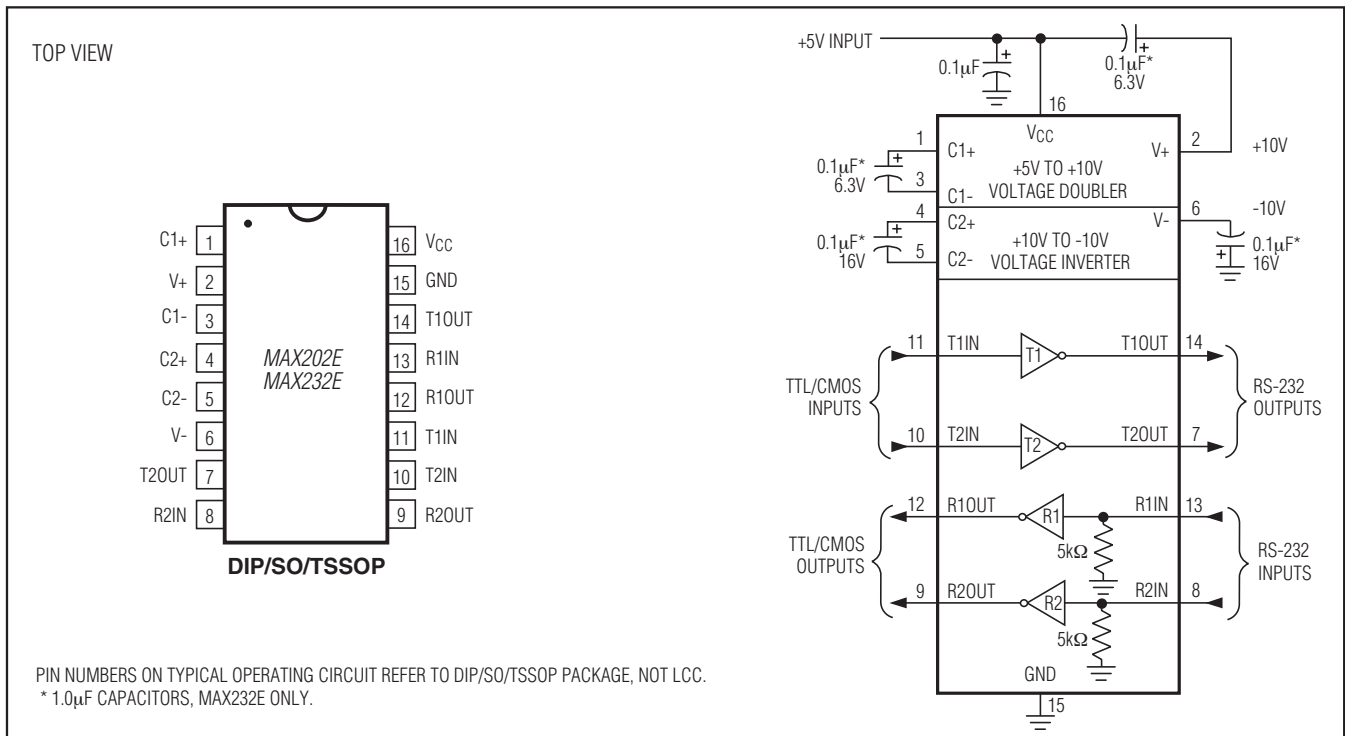 TOP VIEW
C1+ 1
V+ 2
C1- 3
C2+ 4
C2- 5
V- 6
T2OUT 7
R2IN 8
MAX202E
MAX232E
16 VCC
15 GND
14 T1OUT
13 R1IN
12 R1OUT
11 T1IN
10 T2IN
9 R2OUT
DIP/SO/TSSOP
+5V INPUT
0.1µF
+
+
0.1µF*
6.3V
16
VCC
1
C1+
+
0.1µF*
6.3V
3
C1-
+5V TO +10V
VOLTAGE DOUBLER
V+
2
+10V
4
C2+
+
0.1µF*
16V
5
C2-
+10V TO -10V
VOLTAGE INVERTER
V-
6
-10V
+
0.1µF*
16V
TTL/CMOS
INPUTS
11 T1IN T1 T1OUT 14
10 T2IN T2 T2OUT 7
RS-232
OUTPUTS
TTL/CMOS
OUTPUTS
12 R1OUT R1 R1IN 13
5kΩ
9 R2OUT R2 R2IN 8
5kΩ
RS-232
INPUTS
GND
15
PIN NUMBERS ON TYPICAL OPERATING CIRCUIT REFER TO DIP/SO/TSSOP PACKAGE, NOT LCC.
* 1.0µF CAPACITORS, MAX232E ONLY.